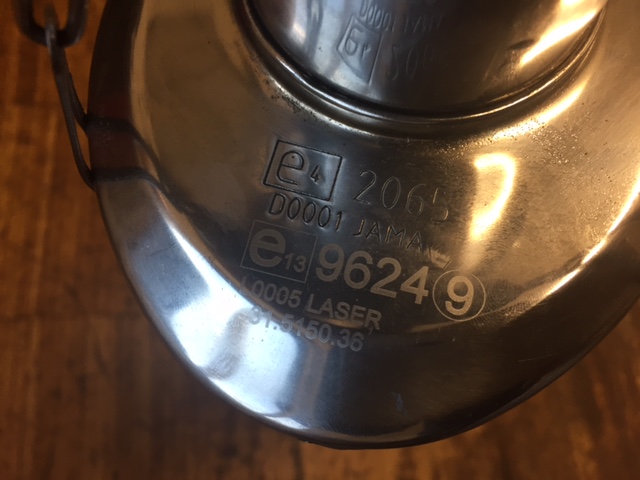 e4 2065
D0001 JAMA
e13 9624 9
L0005 LASER
31.5150.36